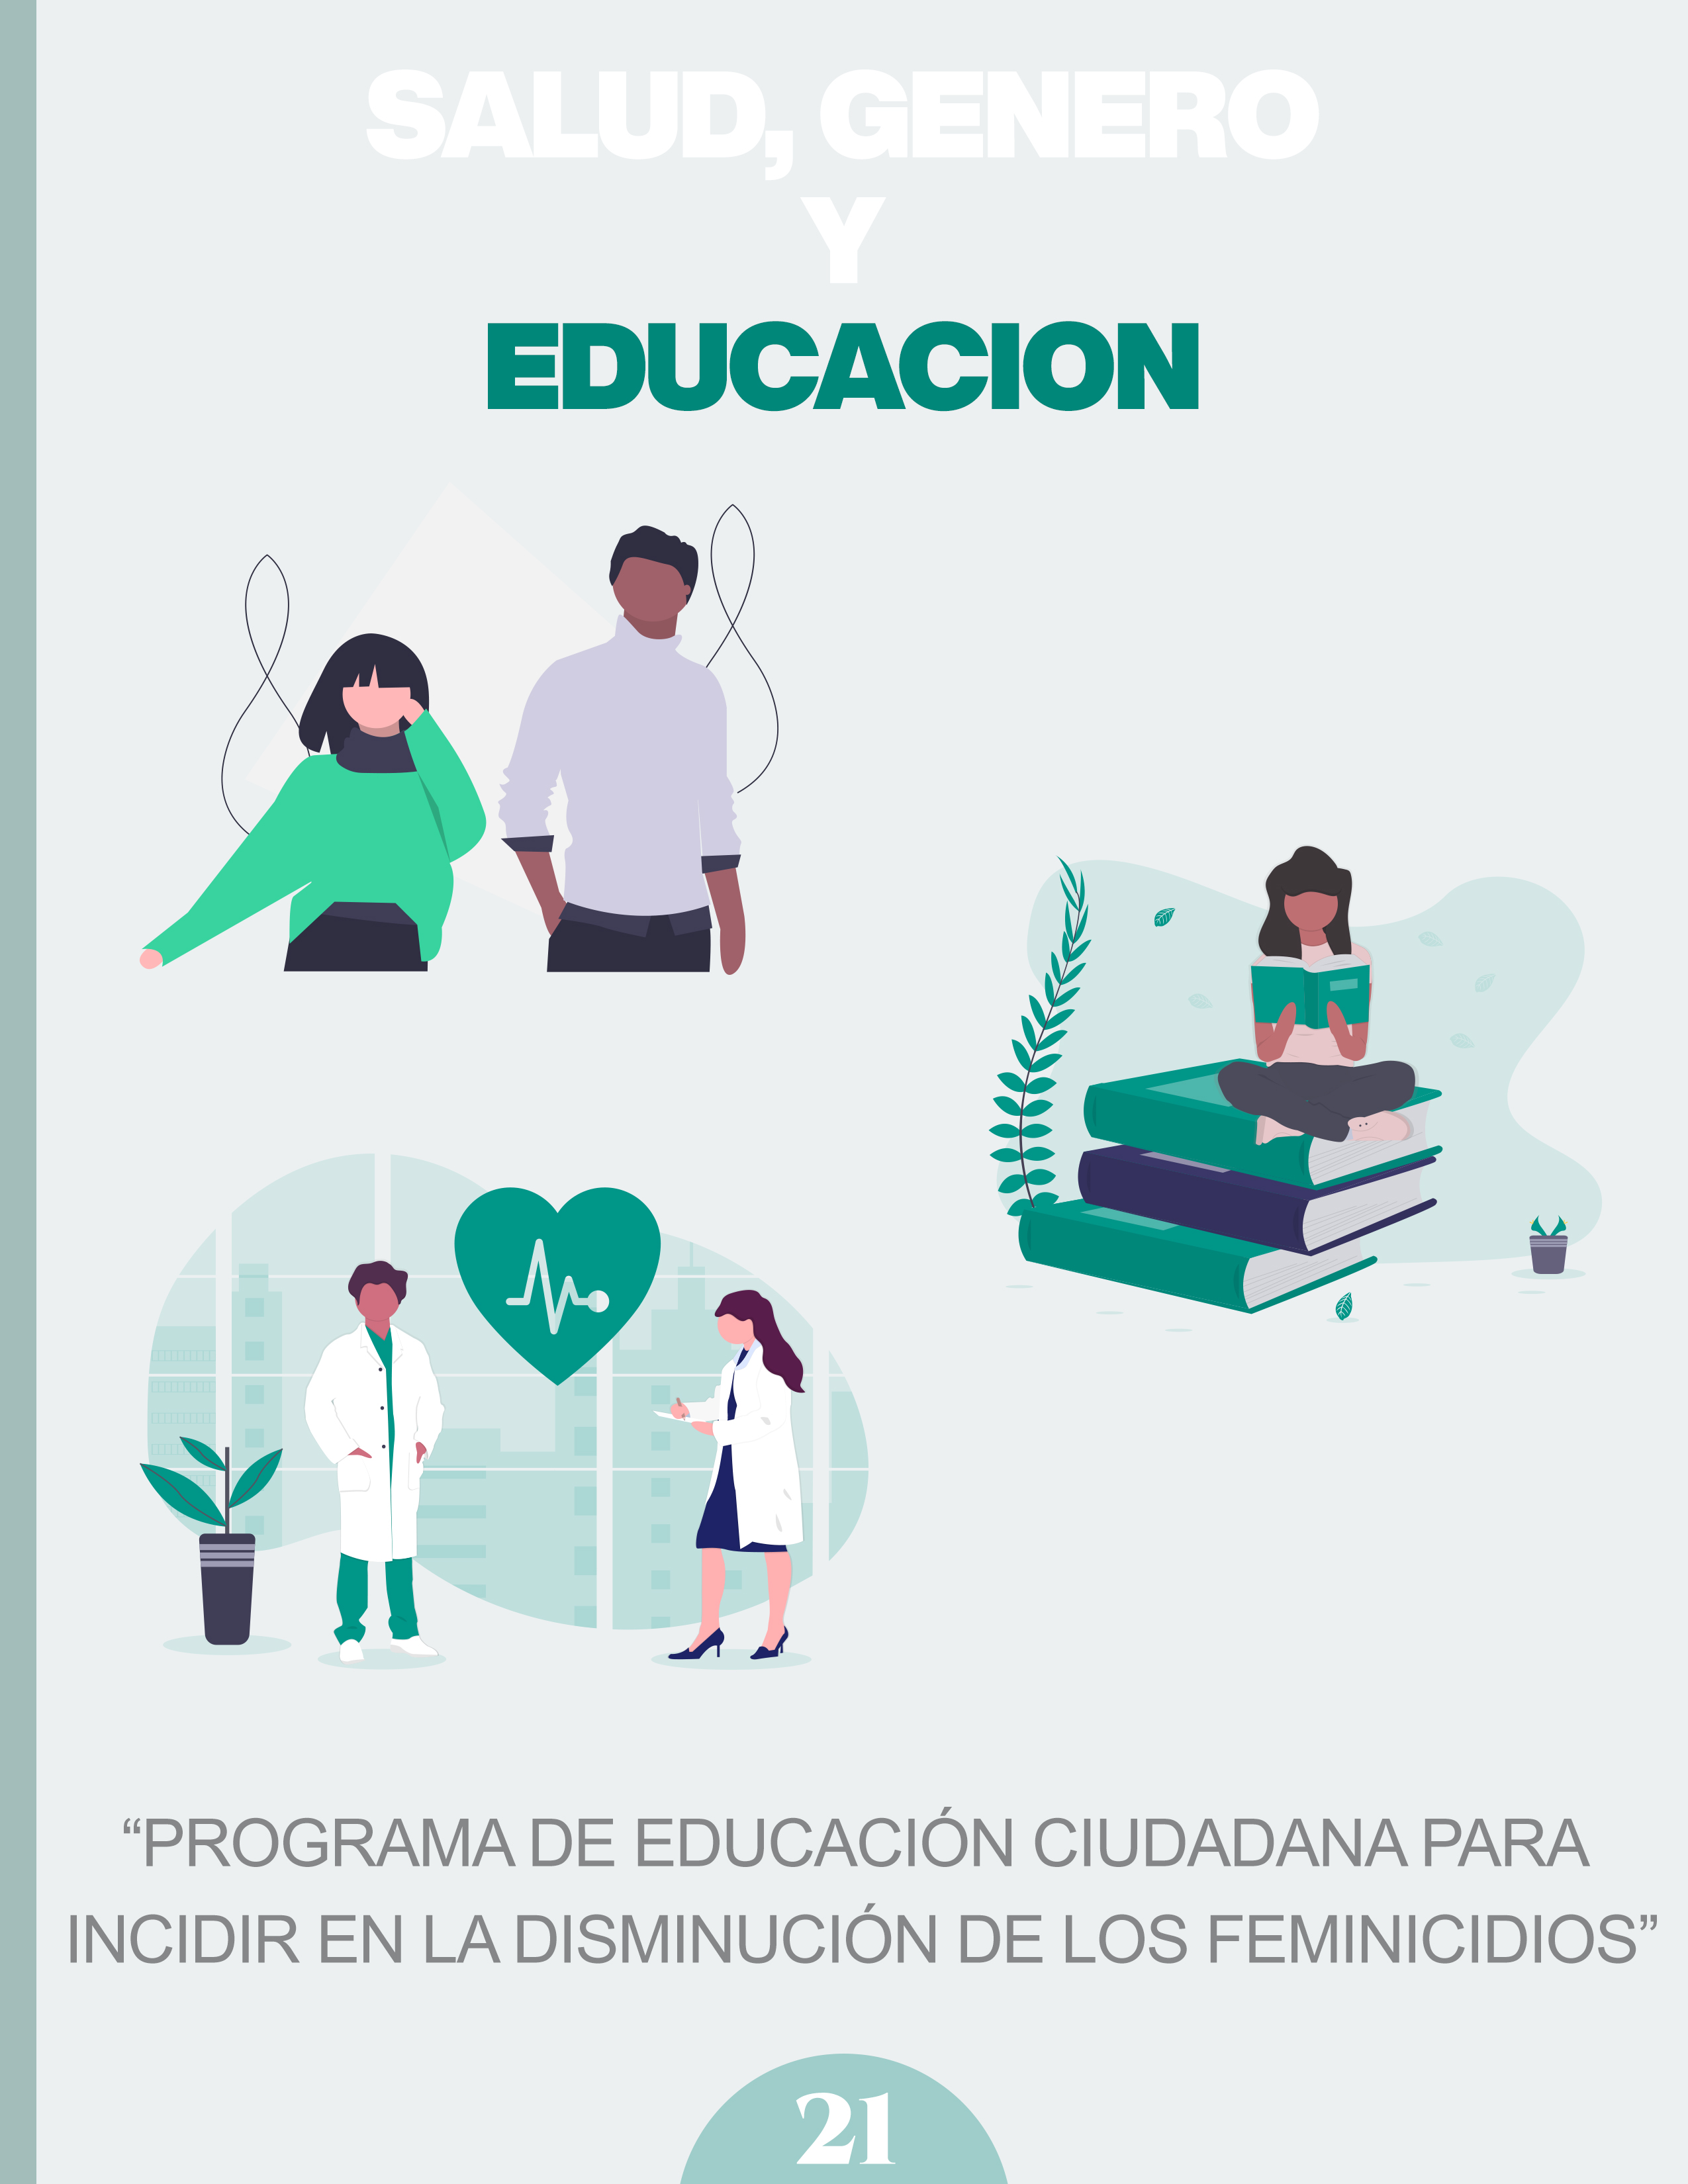 SALUD, GENERO
Y
EDUCACION
“PROGRAMA DE EDUCACIÓN CIUDADANA PARA
INCIDIR EN LA DISMINUCIÓN DE LOS FEMINICIDIOS”
21